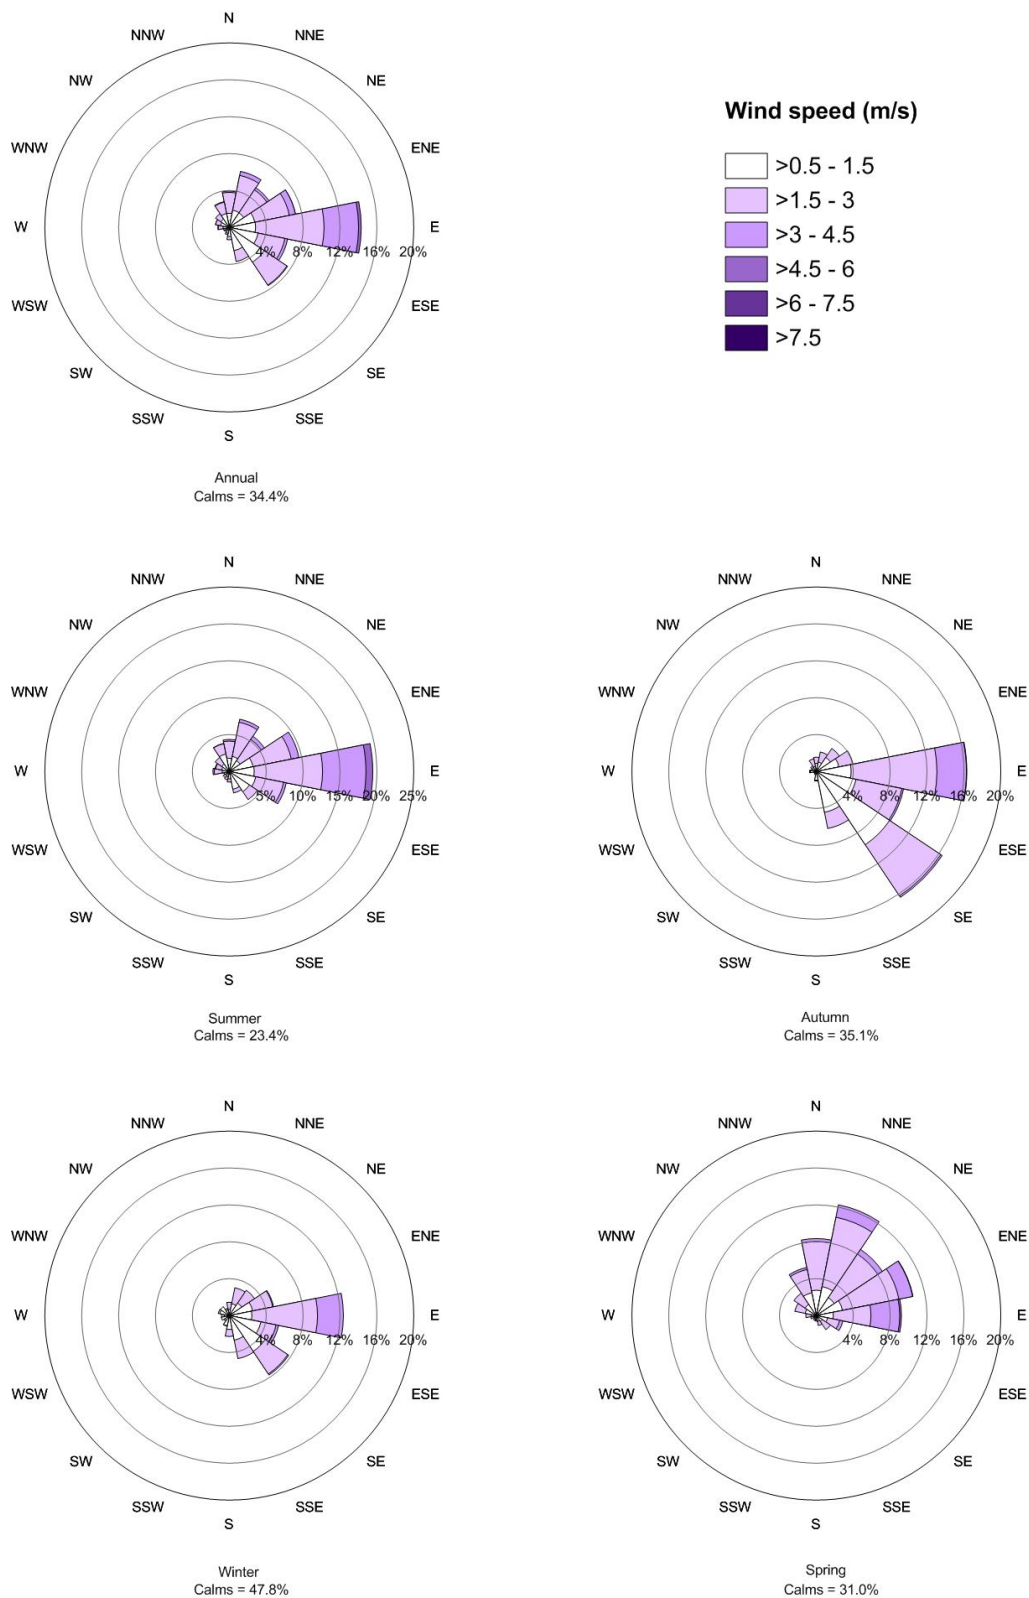 N
NNW
NNE
NW
NE
WNW
ENE
W
E
4% 8% 12% 16% 20%
WSW
ESE
SW
SE
SSW
SSE
S
Annual
Calms = 34.4%
Wind speed (m/s)
>0.5 - 1.5
>1.5 - 3
>3 - 4.5
>4.5 - 6
>6 - 7.5
>7.5
N
NNW
NNE
NW
NE
WNW
ENE
W
E
5% 10% 15% 20% 25%
WSW
ESE
SW
SE
SSW
SSE
S
Summer
Calms = 23.4%
N
NNW
NNE
NW
NE
WNW
ENE
W
E
4% 8% 12% 16% 20%
WSW
ESE
SW
SE
SSW
SSE
S
Autumn
Calms = 35.1%
N
NNW
NNE
NW
NE
WNW
ENE
W
E
4% 8% 12% 16% 20%
WSW
ESE
SW
SE
SSW
SSE
S
Winter
Calms = 47.8%
N
NNW
NNE
NW
NE
WNW
ENE
W
E
4% 8% 12% 16% 20%
WSW
ESE
SW
SE
SSW
SSE
S
Spring
Calms = 31.0%